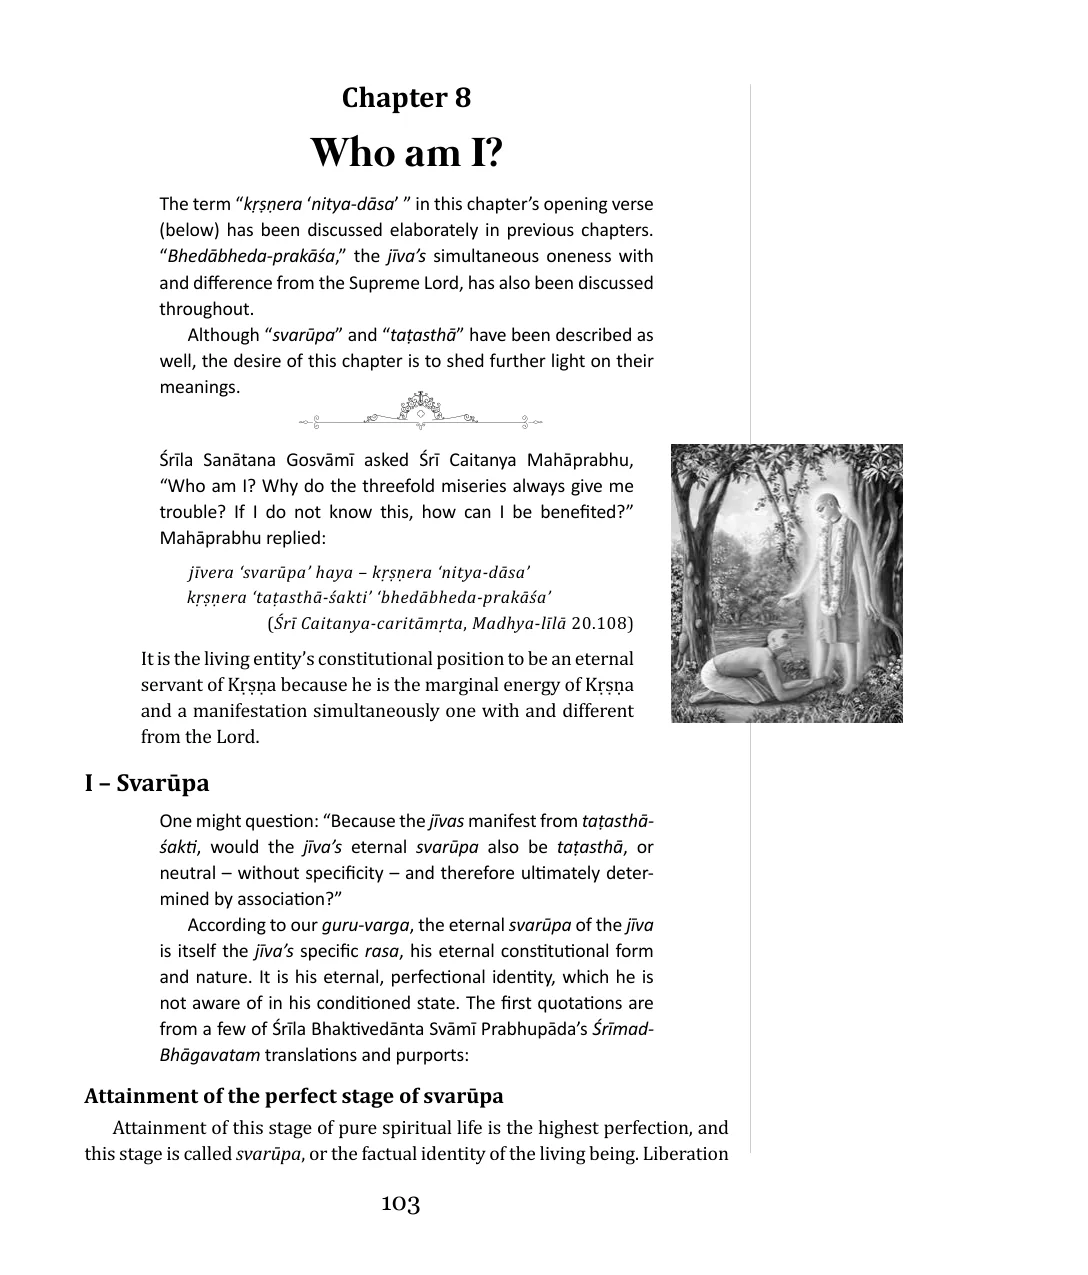 Chapter 8
Who am I?
The term “kṛṣṇera ‘nitya-dāsa’ ” in this chapter’s opening verse
(below) has been discussed elaborately in previous chapters.
“Bhedābheda-prakāśa,” the jīva’s simultaneous oneness with
and difference from the Supreme Lord, has also been discussed
throughout.
Although “svarūpa” and “taṭasthā” have been described as
well, the desire of this chapter is to shed further light on their
meanings.
Śrīla Sanātana Gosvāmī asked Śrī Caitanya Mahāprabhu,
“Who am I? Why do the threefold miseries always give me
trouble? If I do not know this, how can I be benefited?”
Mahāprabhu replied:
jīvera ‘svarūpa’ haya – kṛṣṇera ‘nitya-dāsa’
kṛṣṇera ‘taṭasthā-śakti’ ‘bhedābheda-prakāśa’
(Śrī Caitanya-caritāmṛta, Madhya-līlā 20.108)
It is the living entity’s constitutional position to be an eternal
servant of Kṛṣṇa because he is the marginal energy of Kṛṣṇa
and a manifestation simultaneously one with and different
from the Lord.
I – Svarūpa
One might question: “Because the jīvas manifest from taṭasthā-
śakti, would the jīva’s eternal svarūpa also be taṭasthā, or
neutral – without specificity – and therefore ultimately deter-
mined by association?”
According to our guru-varga, the eternal svarūpa of the jīva
is itself the jīva’s specific rasa, his eternal constitutional form
and nature. It is his eternal, perfectional identity, which he is
not aware of in his conditioned state. The first quotations are
from a few of Śrīla Bhaktivedānta Svāmī Prabhupāda’s Śrīmad-
Bhāgavatam translations and purports:
Attainment of the perfect stage of svarūpa
Attainment of this stage of pure spiritual life is the highest perfection, and
this stage is called svarūpa, or the factual identity of the living being. Liberation
103